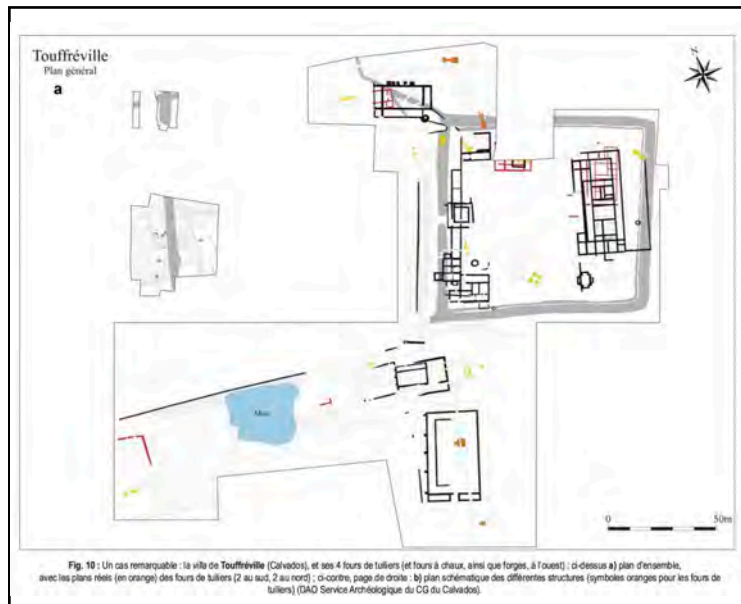 Touffréville
Plan général
a
N
Mare
0 50m
Fig. 10 : Un cas remarquable : la villa de Touffréville (Calvados), et ses 4 fours de tuiliers (et fours à chaux, ainsi que forges, à l'ouest) : ci-dessus a) plan d'ensemble,
avec les plans réels (en orange) des fours de tuiliers (2 au sud, 2 au nord) ; ci-contre, page de droite : b) plan schématique des différentes structures (symboles oranges pour les fours de
tuiliers) (DAO Service Archéologique du CG du Calvados).